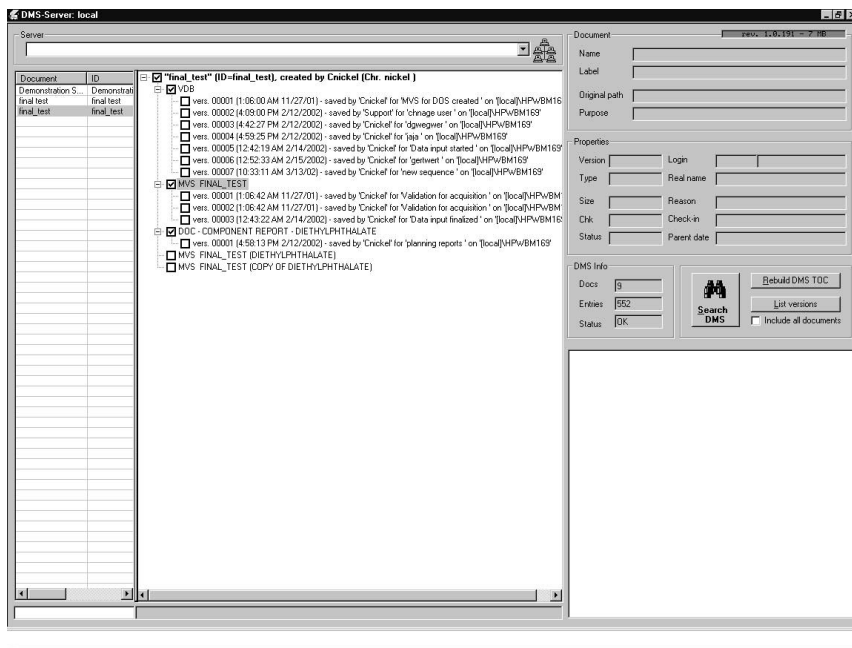 DMS-Server: local
Server
Document ID
Demonstration S... Demonstrati
final test final test
final_test final_test
"final_test" (ID=final_test), created by Cnickel (Chr. nickel )
VDB
vers. 00001 (1:06:00 AM 11/27/01) - saved by 'Cnickel' for 'MVS for DOS created ' on '[local]\HPWBM16
vers. 00002 (4:09:00 PM 2/12/2002) - saved by 'Support' for 'chnage user ' on '[local]\HPWBM169'
vers. 00003 (4:42:27 PM 2/12/2002) - saved by 'Cnickel' for 'dgwegwer ' on '[local]\HPWBM169'
vers. 00004 (4:59:25 PM 2/12/2002) - saved by 'Cnickel' for 'jaja ' on '[local]\HPWBM169'
vers. 00005 (12:42:19 AM 2/14/2002) - saved by 'Cnickel' for 'Data input started ' on '[local]\HPWBM169'
vers. 00006 (12:52:33 AM 2/15/2002) - saved by 'Cnickel' for 'gertwert ' on '[local]\HPWBM169'
vers. 00007 (10:33:11 AM 3/13/02) - saved by 'Cnickel' for 'new sequence ' on '[local]\HPWBM169'
MVS FINAL_TEST
vers. 00001 (1:06:42 AM 11/27/01) - saved by 'Cnickel' for 'Validation for acquisition ' on '[local]\HPWBM'
vers. 00002 (1:06:42 AM 11/27/01) - saved by 'Cnickel' for 'Validation for acquisition ' on '[local]\HPWBM'
vers. 00003 (12:43:22 AM 2/14/2002) - saved by 'Cnickel' for 'Data input finalized ' on '[local]\HPWBM16
DOC - COMPONENT REPORT - DIETHYLPHTHALATE
vers. 00001 (4:58:13 PM 2/12/2002) - saved by 'Cnickel' for 'planning reports ' on '[local]\HPWBM169'
MVS FINAL_TEST (DIETHYLPHTHALATE)
MVS FINAL_TEST (COPY OF DIETHYLPHTHALATE)
Document rev. 1.0.191 - 7 MB
Name
Label
Original path
Purpose
Properties
Version Login
Type Real name
Size Reason
Chk Check-in
Status Parent date
DMS Info
Docs 9
Entries 552
Status OK
Search DMS
Rebuild DMS TOC
List versions
Include all documents